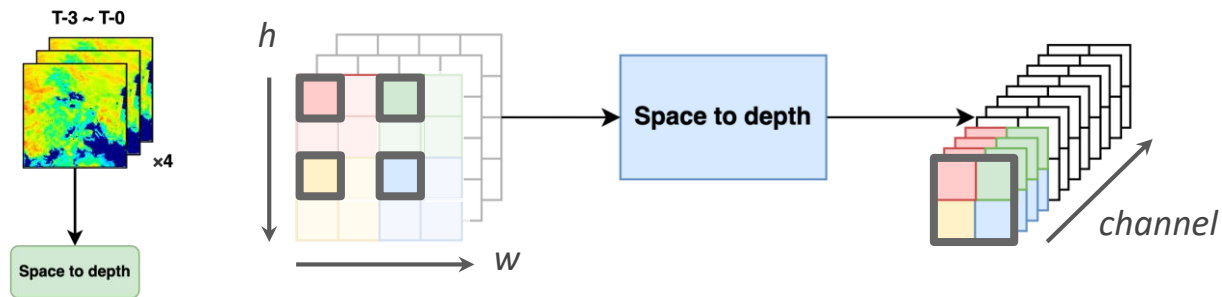 T-3 ~ T-0
×4
Space to depth
h
w
Space to depth
channel